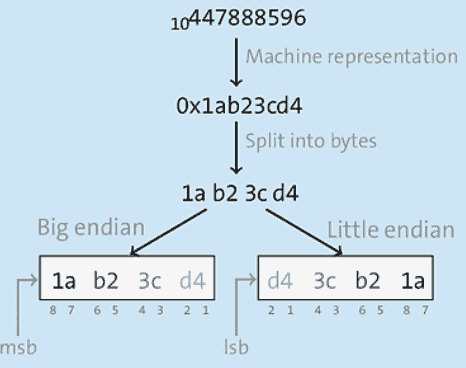 10447888596
Machine representation
0x1ab23cd4
Split into bytes
1a b2 3c d4
Big endian Little endian
1a b2 3c d4 d4 3c b2 1a
8 7 6 5 4 3 2 1 2 1 4 3 6 5 8 7
msb lsb